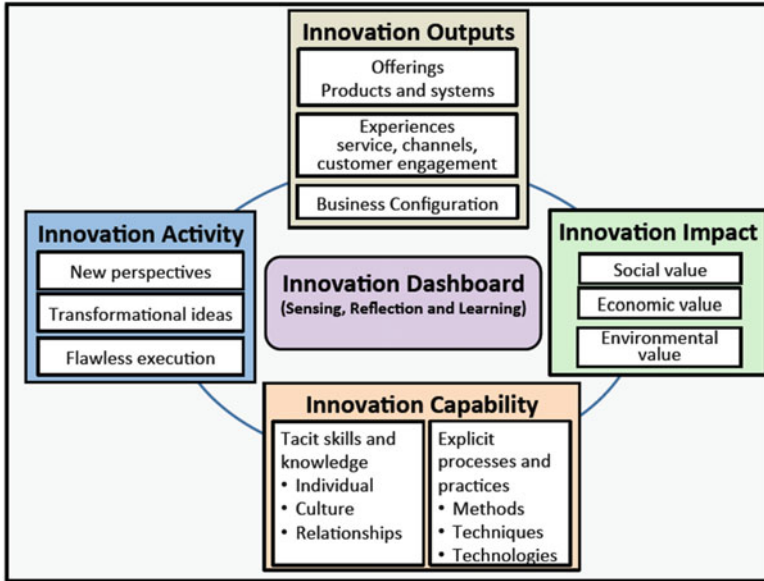 Innovation Outputs
Offerings
Products and systems
Experiences
service, channels,
customer engagement
Business Configuration
Innovation Activity
New perspectives
Transformational ideas
Flawless execution
Innovation Dashboard
(Sensing, Reflection and Learning)
Innovation Impact
Social value
Economic value
Environmental
value
Innovation Capability
Tacit skills and
knowledge
• Individual
• Culture
• Relationships
Explicit
processes and
practices
• Methods
• Techniques
• Technologies